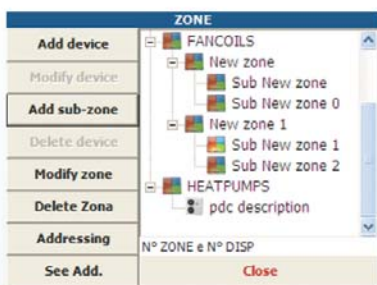 ZONE
Add device
Modify device
Add sub-zone
Delete device
Modify zone
Delete Zona
Addressing
See Add.
FANCOILS
New zone
Sub New zone
Sub New zone 0
New zone 1
Sub New zone 1
Sub New zone 2
HEATPUMPS
pdc description
N° ZONE e N° DISP
Close